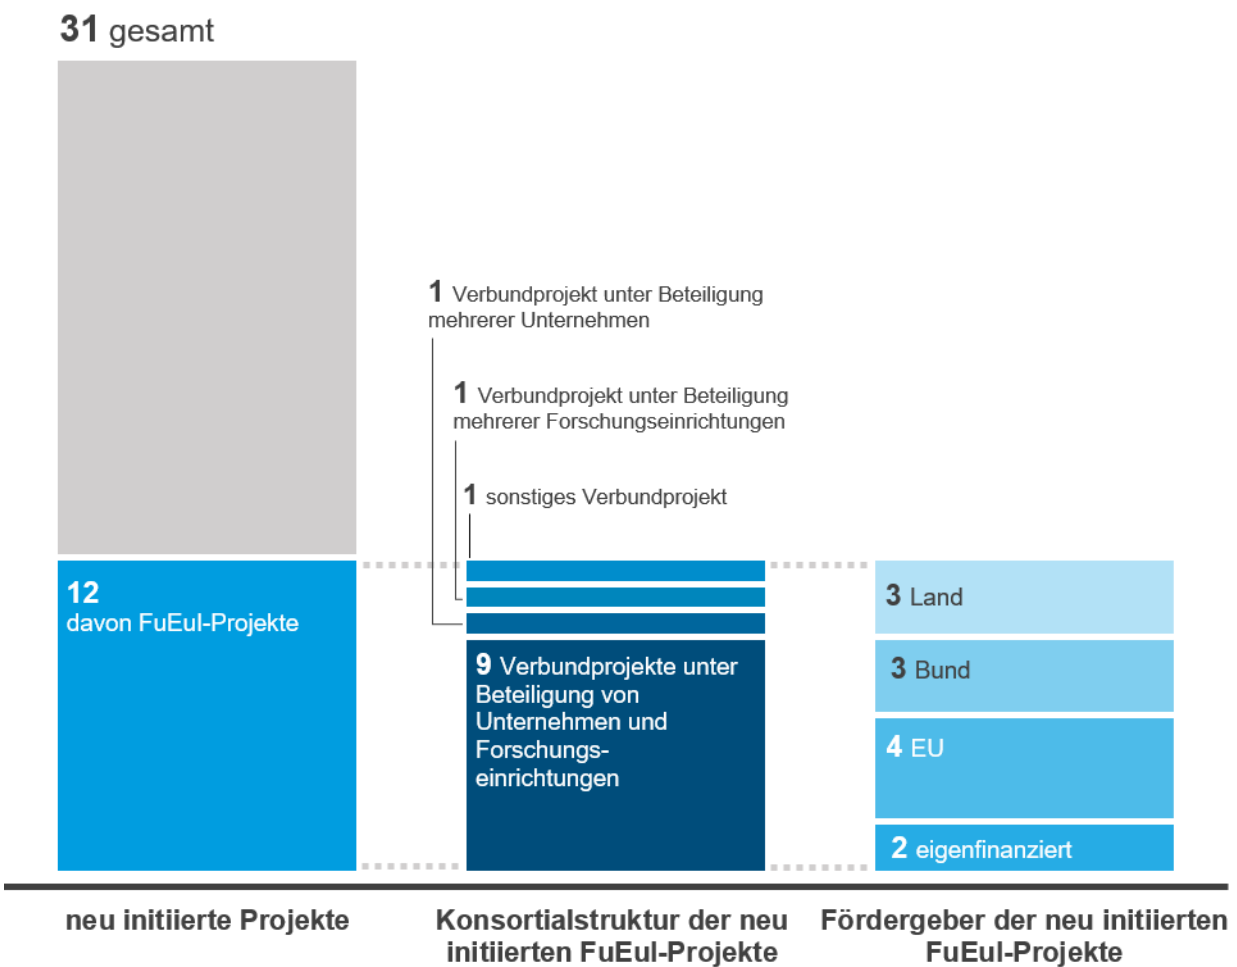 31 gesamt
1 Verbundprojekt unter Beteiligung
mehrerer Unternehmen
1 Verbundprojekt unter Beteiligung
mehrerer Forschungseinrichtungen
1 sonstiges Verbundprojekt
12
davon FuEuI-Projekte
9 Verbundprojekte unter
Beteiligung von
Unternehmen und
Forschungs-
einrichtungen
3 Land
3 Bund
4 EU
2 eigenfinanziert
neu initiierte Projekte
Konsortialstruktur der neu
initiierten FuEuI-Projekte
Fördergeber der neu initiierten
FuEuI-Projekte